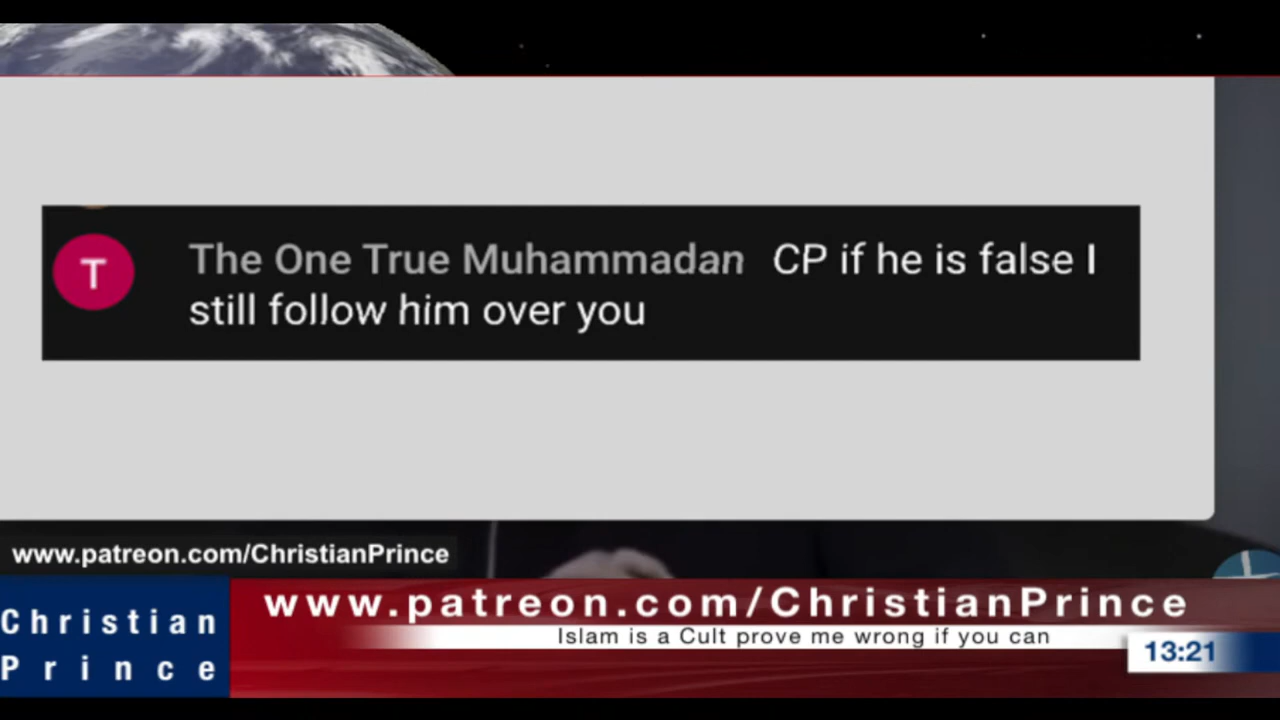 T
The One True Muhammadan CP if he is false I
still follow him over you
www.patreon.com/ChristianPrince
Christian
Prince
www.patreon.com/ChristianPrince
Islam is a Cult prove me wrong if you can
13:21